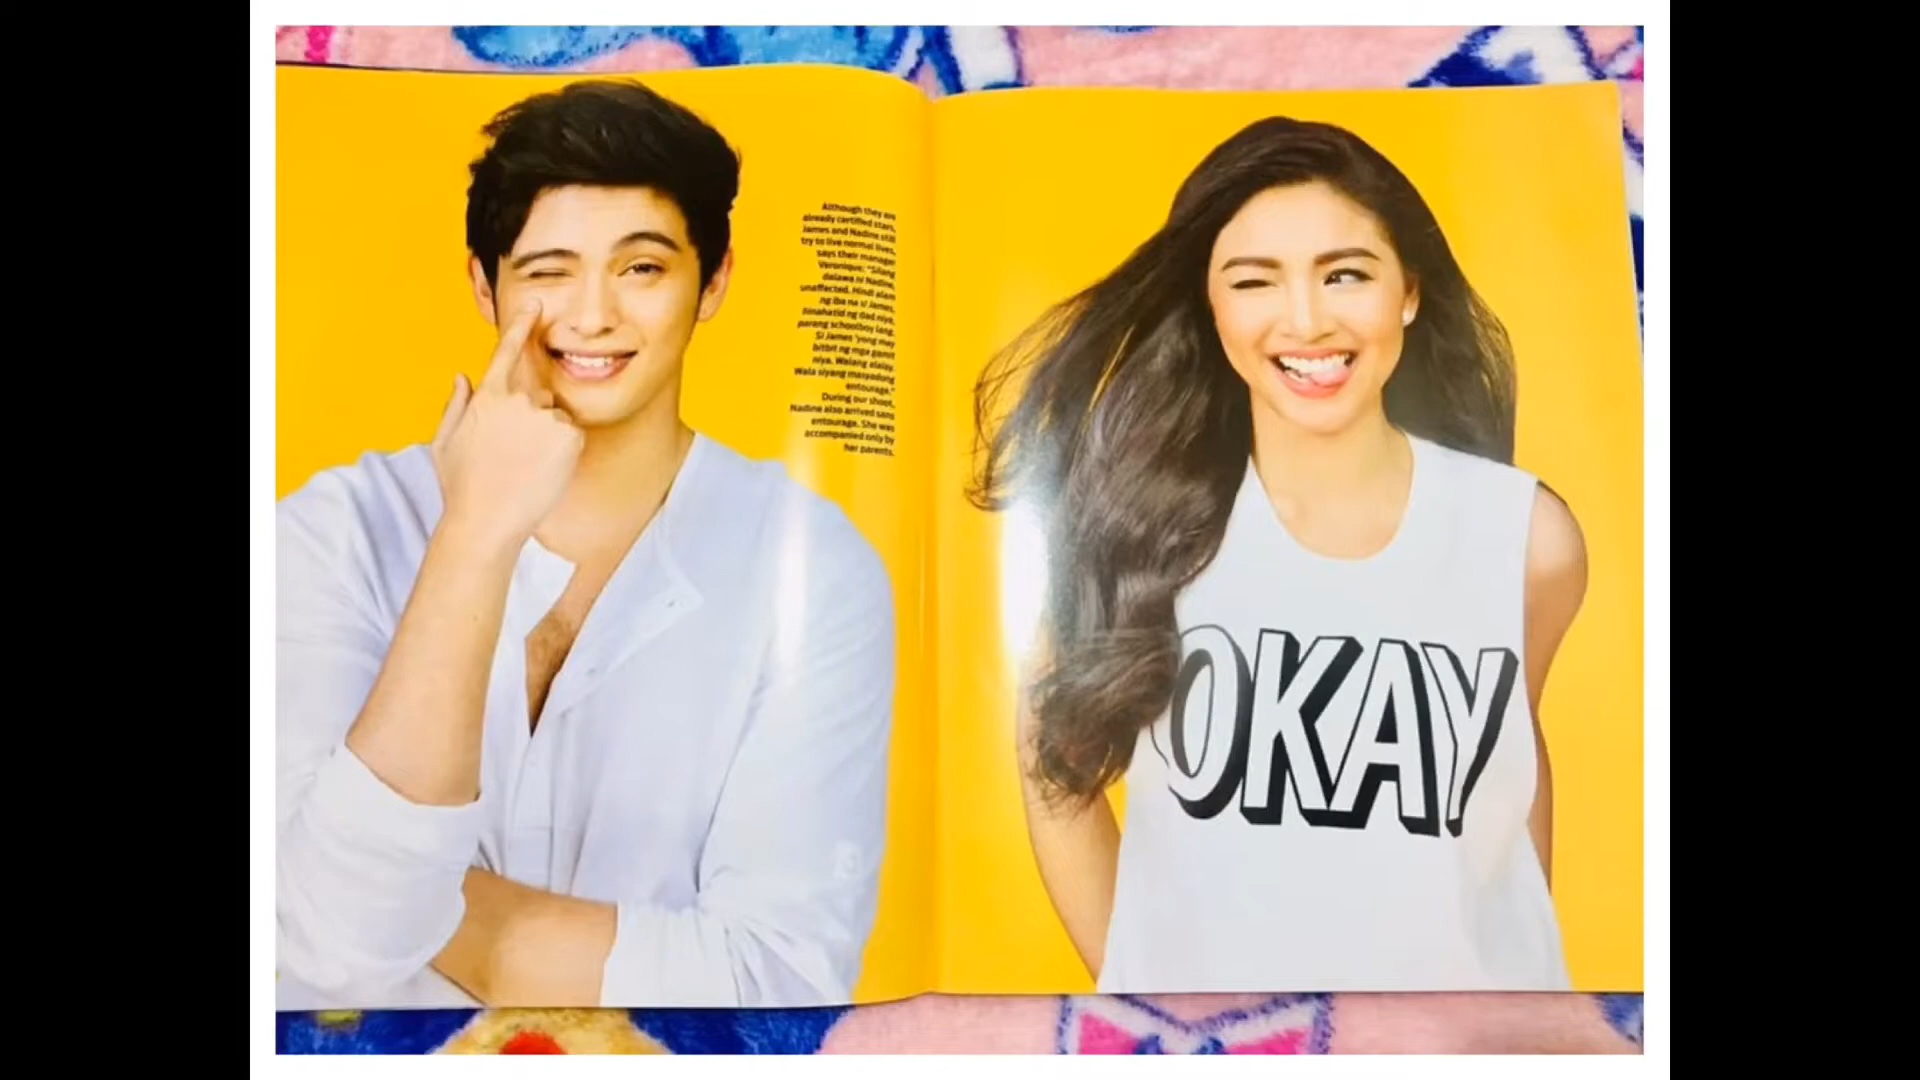 Although they are
already certified stars,
James and Nadine still
try to live normal lives,
says their manager
Veronique: "Silang
dalawa ni Nadine,
unaffected. Hindi alam
ng iba na si James,
hinahatid ng dad niya,
parang schoolboy lang.
Si James 'yong may
bitbit ng mga gamit
niya. Walang alalay.
Wala siyang masyadong
entourage."
During our shoot,
Nadine also arrived sans
entourage. She was
accompanied only by
her parents.
OKAY